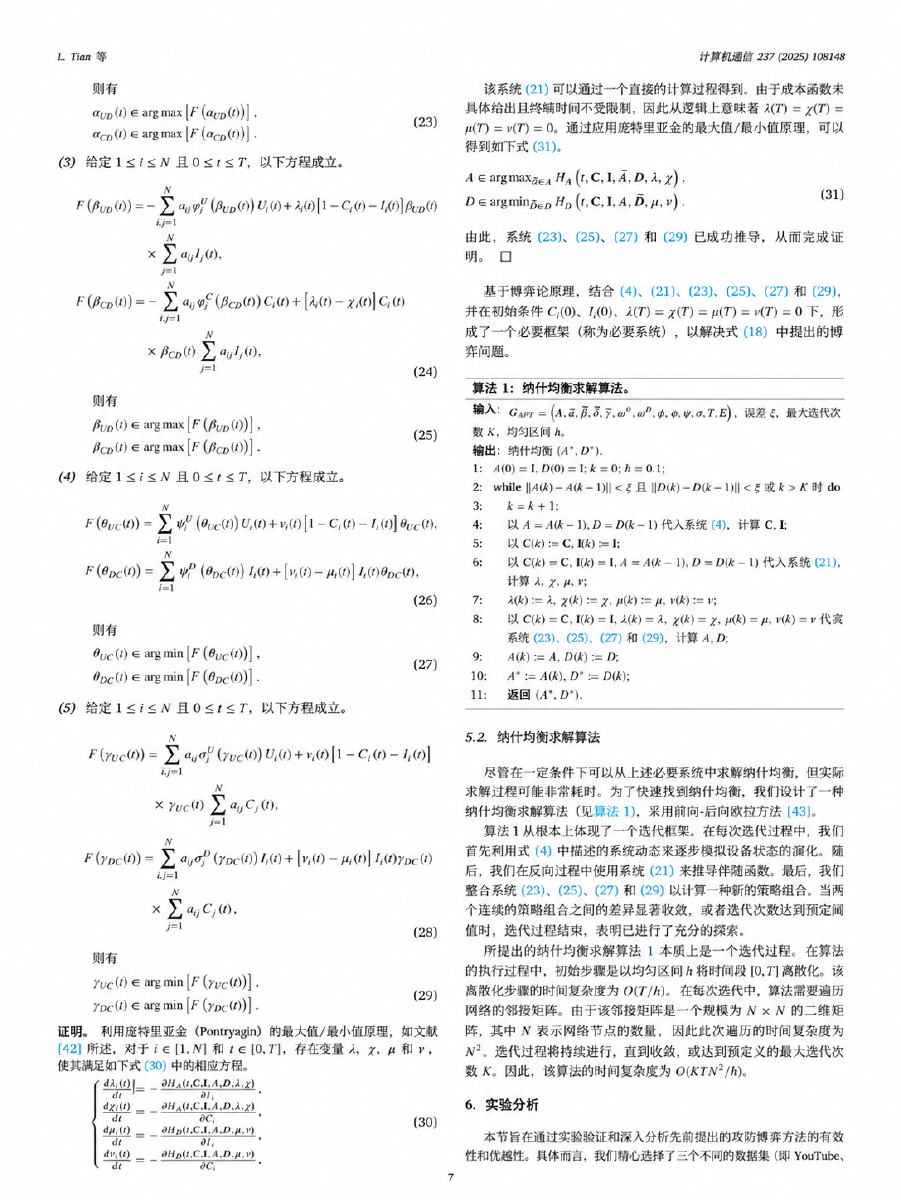 L. Tian 等
计算机通信 237 (2025) 108148
则有
α_UD (t) ∈ arg max [F (α_UD(t))] ,
α_CD (t) ∈ arg max [F (α_CD(t))] .
(23)
(3) 给定 1 ≤ i ≤ N 且 0 ≤ t ≤ T，以下方程成立。
F (β_UD(t)) = − ∑_{i,j=1}^{N} a_ij φ_j^U (β_UD(t)) U_i(t) + λ_i(t) [1 − C_i(t) − I_i(t)] β_UD(t)
× ∑_{j=1}^{N} a_ij I_j(t),
F (β_CD(t)) = − ∑_{i,j=1}^{N} a_ij φ_j^C (β_CD(t)) C_i(t) + [λ_i(t) − χ_i(t)] C_i(t)
× β_CD(t) ∑_{j=1}^{N} a_ij I_j(t),
(24)
则有
β_UD (t) ∈ arg max [F (β_UD(t))] ,
β_CD (t) ∈ arg max [F (β_CD(t))] .
(25)
(4) 给定 1 ≤ i ≤ N 且 0 ≤ t ≤ T，以下方程成立。
F (θ_UC(t)) = ∑_{i=1}^{N} ψ_i^U (θ_UC(t)) U_i(t) + ν_i(t) [1 − C_i(t) − I_i(t)] θ_UC(t),
F (θ_DC(t)) = ∑_{i=1}^{N} ψ_i^D (θ_DC(t)) I_i(t) + [ν_i(t) − μ_i(t)] I_i(t)θ_DC(t),
(26)
则有
θ_UC (t) ∈ arg min [F (θ_UC(t))] ,
θ_DC (t) ∈ arg min [F (θ_DC(t))] .
(27)
(5) 给定 1 ≤ i ≤ N 且 0 ≤ t ≤ T，以下方程成立。
F (γ_UC(t)) = ∑_{i,j=1}^{N} a_ij σ_j^U (γ_UC(t)) U_i(t) + ν_i(t) [1 − C_i(t) − I_i(t)]
× γ_UC(t) ∑_{j=1}^{N} a_ij C_j(t),
F (γ_DC(t)) = ∑_{i,j=1}^{N} a_ij σ_j^D (γ_DC(t)) I_i(t) + [ν_i(t) − μ_i(t)] I_i(t)γ_DC(t)
× ∑_{j=1}^{N} a_ij C_j(t),
(28)
则有
γ_UC (t) ∈ arg min [F (γ_UC(t))] ,
γ_DC (t) ∈ arg min [F (γ_DC(t))] .
(29)
证明。 利用庞特里亚金（Pontryagin）的最大值/最小值原理，如文献
[42] 所述，对于 i ∈ [1, N] 和 t ∈ [0, T]，存在变量 λ，χ，μ 和 ν，
使其满足如下式 (30) 中的相应方程。
dλ_i(t)/dt = − ∂H_A(t,C,I,A,D,λ,χ)/∂I_i ,
dχ_i(t)/dt = − ∂H_A(t,C,I,A,D,λ,χ)/∂C_i ,
dμ_i(t)/dt = − ∂H_D(t,C,I,A,D,μ,ν)/∂I_i ,
dν_i(t)/dt = − ∂H_D(t,C,I,A,D,μ,ν)/∂C_i .
(30)
该系统 (21) 可以通过一个直接的计算过程得到。由于成本函数未
具体给出且终端时间不受限制，因此从逻辑上意味著 λ(T) = χ(T) =
μ(T) = ν(T) = 0。通过应用庞特里亚金的最大值/最小值原理，可以
得到如下式 (31)。
A ∈ arg max_{Ã∈A} H_A (t, C, I, Ā, D, λ, χ) ,
D ∈ arg min_{D̃∈D} H_D (t, C, I, A, D̄, μ, ν) .
(31)
由此，系统 (23)、(25)、(27) 和 (29) 已成功推导，从而完成证
明。 □
基于博弈论原理，结合 (4)、(21)、(23)、(25)、(27) 和 (29)，
并在初始条件 C_i(0)、I_i(0)、λ(T) = χ(T) = μ(T) = ν(T) = 0 下，形
成了一个必要框架（称为必要系统），以解决式 (18) 中提出的博
弈问题。
算法 1：纳什均衡求解算法。
输入： G_APT = (A, α̃, β̃, δ̃, γ̃, ω^O, ω^D, ϕ, φ, ψ, σ, T, E)，误差 ξ，最大迭代次
数 K，均匀区间 h。
输出：纳什均衡 (A*, D*).
1: A(0) = I, D(0) = I; k = 0; h = 0.1;
2: while ||A(k) − A(k − 1)|| < ξ 且 ||D(k) − D(k − 1)|| < ξ 或 k > K 时 do
3: k = k + 1;
4: 以 A = A(k − 1), D = D(k − 1) 代入系统 (4)，计算 C, I;
5: 以 C(k) := C, I(k) := I;
6: 以 C(k) = C, I(k) = I, A = A(k − 1), D = D(k − 1) 代入系统 (21)，
计算 λ, χ, μ, ν;
7: λ(k) := λ, χ(k) := χ, μ(k) := μ, ν(k) := ν;
8: 以 C(k) = C, I(k) = I, λ(k) = λ, χ(k) = χ, μ(k) = μ, ν(k) = ν 代
系统 (23)、(25)、(27) 和 (29)，计算 A, D;
9: A(k) := A, D(k) := D;
10: A* := A(k), D* := D(k);
11: 返回 (A*, D*).
5.2. 纳什均衡求解算法
尽管在一定条件下可以从上述必要系统中求解纳什均衡，但实际
求解过程可能非常耗时。为了快速找到纳什均衡，我们设计了一种
纳什均衡求解算法（见算法 1），采用前向-后向欧拉方法 [43]。
算法 1 从根本上体现了一个迭代框架。在每次迭代过程中，我们
首先利用式 (4) 中描述的系统动态来逐步模拟设备状态的演化。随
后，我们在反向过程中使用系统 (21) 来推导伴随函数。最后，我们
整合系统 (23)、(25)、(27) 和 (29) 以计算一种新的策略组合。当两
个连续的策略组合之间的差异显著收敛，或者迭代次数达到预定阈
值时，迭代过程结束，表明已进行了充分的探索。
所提出的纳什均衡求解算法 1 本质上是一个迭代过程。在算法
的执行过程中，初始步骤是以均匀区间 h 将时间段 [0, T] 离散化。该
离散化步骤的时间复杂度为 O(T/h)。在每次迭代中，算法需要遍历
网络的邻接矩阵。由于该邻接矩阵是一个规模为 N × N 的二维矩
阵，其中 N 表示网络节点的数量，因此此次遍历的时间复杂度为
N²。迭代过程将持续进行，直到收敛，或达到预定义的最大迭代次
数 K。因此，该算法的时间复杂度为 O(KTN²/h)。
6. 实验分析
本节旨在通过实验验证和深入分析先前提出的攻防博弈方法的有效
性和优越性。具体而言，我们精心选择了三个不同的数据集（即 YouTube、
7